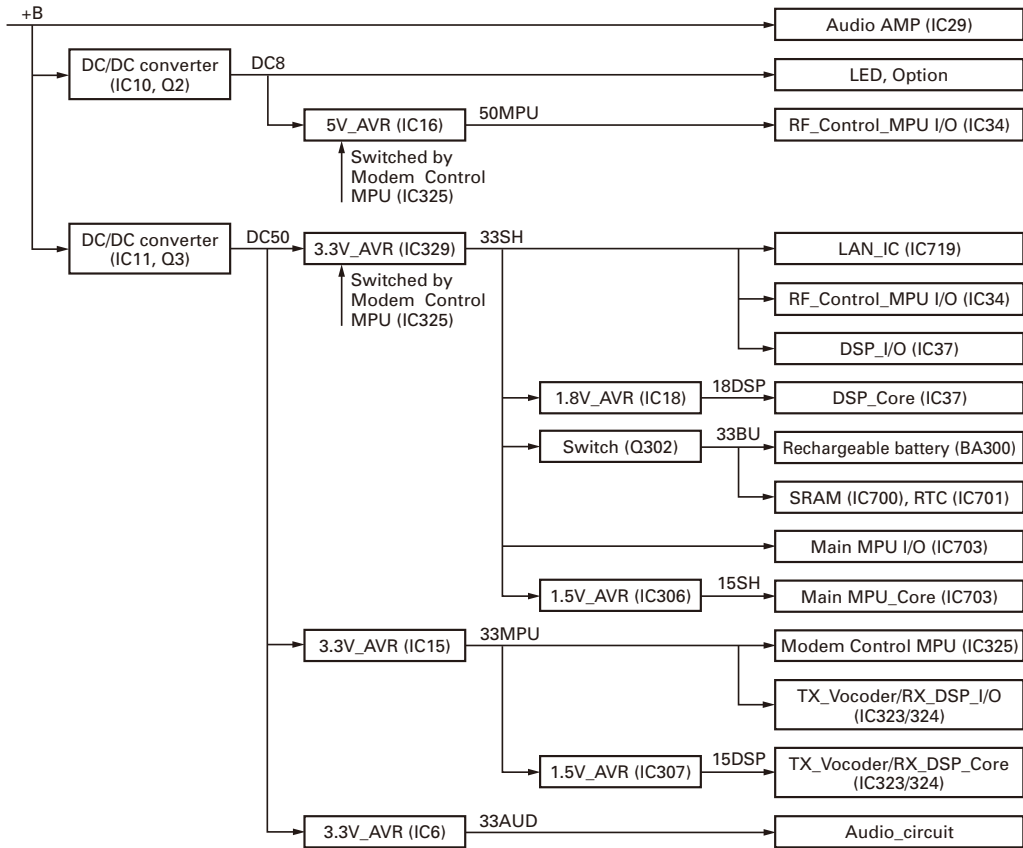 +B
Audio AMP (IC29)
DC/DC converter
(IC10, Q2)
DC8
LED, Option
5V_AVR (IC16)
50MPU
RF_Control_MPU I/O (IC34)
Switched by
Modem Control
MPU (IC325)
DC/DC converter
(IC11, Q3)
DC50
3.3V_AVR (IC329)
33SH
LAN_IC (IC719)
Switched by
Modem Control
MPU (IC325)
RF_Control_MPU I/O (IC34)
DSP_I/O (IC37)
1.8V_AVR (IC18)
18DSP
DSP_Core (IC37)
Switch (Q302)
33BU
Rechargeable battery (BA300)
SRAM (IC700), RTC (IC701)
Main MPU I/O (IC703)
1.5V_AVR (IC306)
15SH
Main MPU_Core (IC703)
3.3V_AVR (IC15)
33MPU
Modem Control MPU (IC325)
TX_Vocoder/RX_DSP_I/O
(IC323/324)
1.5V_AVR (IC307)
15DSP
TX_Vocoder/RX_DSP_Core
(IC323/324)
3.3V_AVR (IC6)
33AUD
Audio_circuit